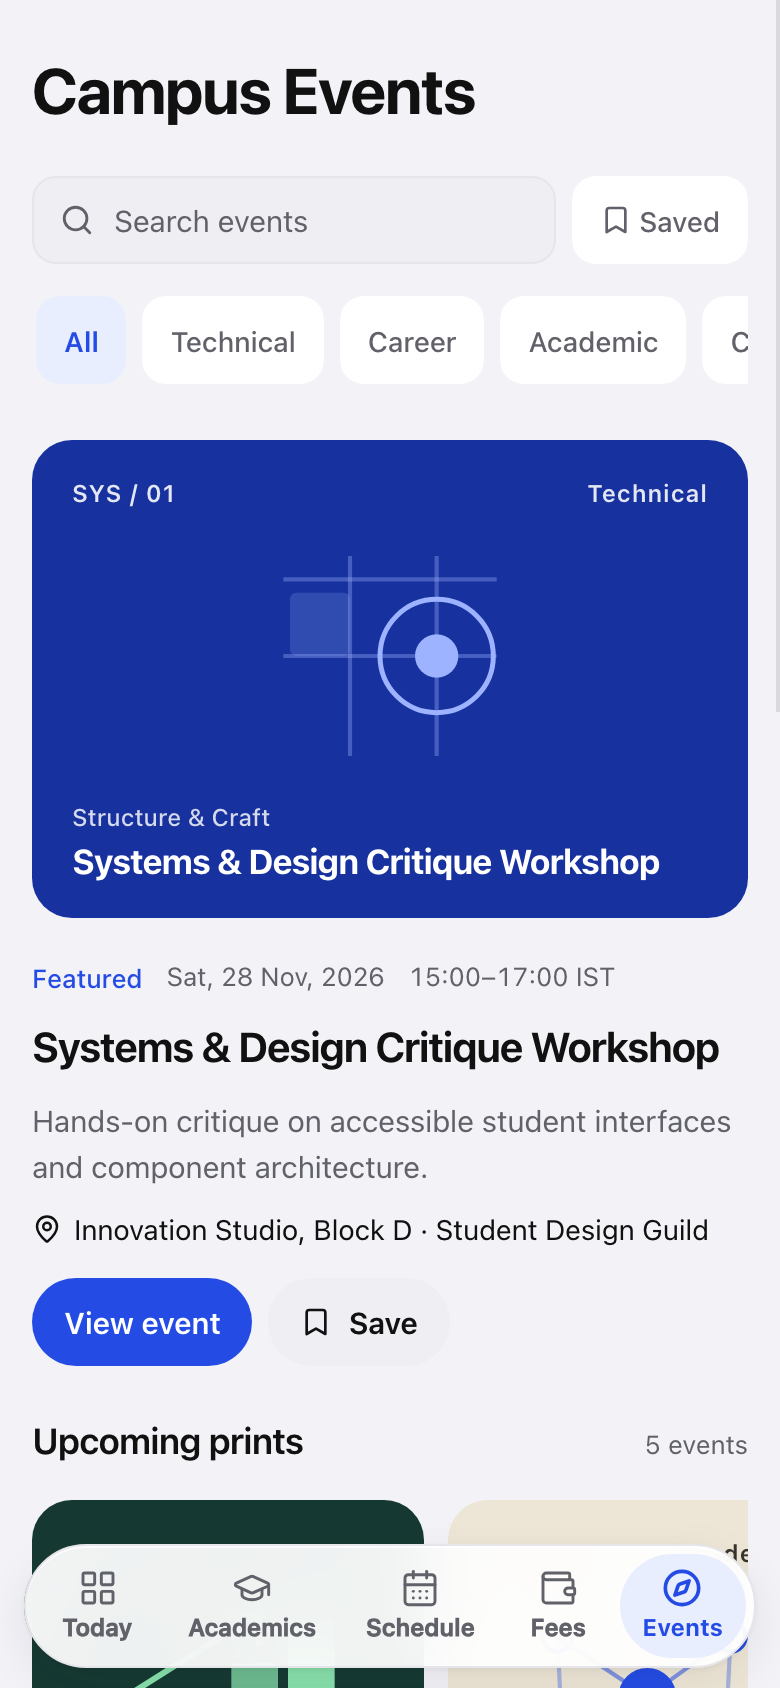 Campus Events
Search events
Saved
All
Technical
Career
Academic
SYS / 01
Technical
Structure & Craft
Systems & Design Critique Workshop
Featured
Sat, 28 Nov, 2026
15:00–17:00 IST
Systems & Design Critique Workshop
Hands-on critique on accessible student interfaces
and component architecture.
Innovation Studio, Block D · Student Design Guild
View event
Save
Upcoming prints
5 events
Today
Academics
Schedule
Fees
Events